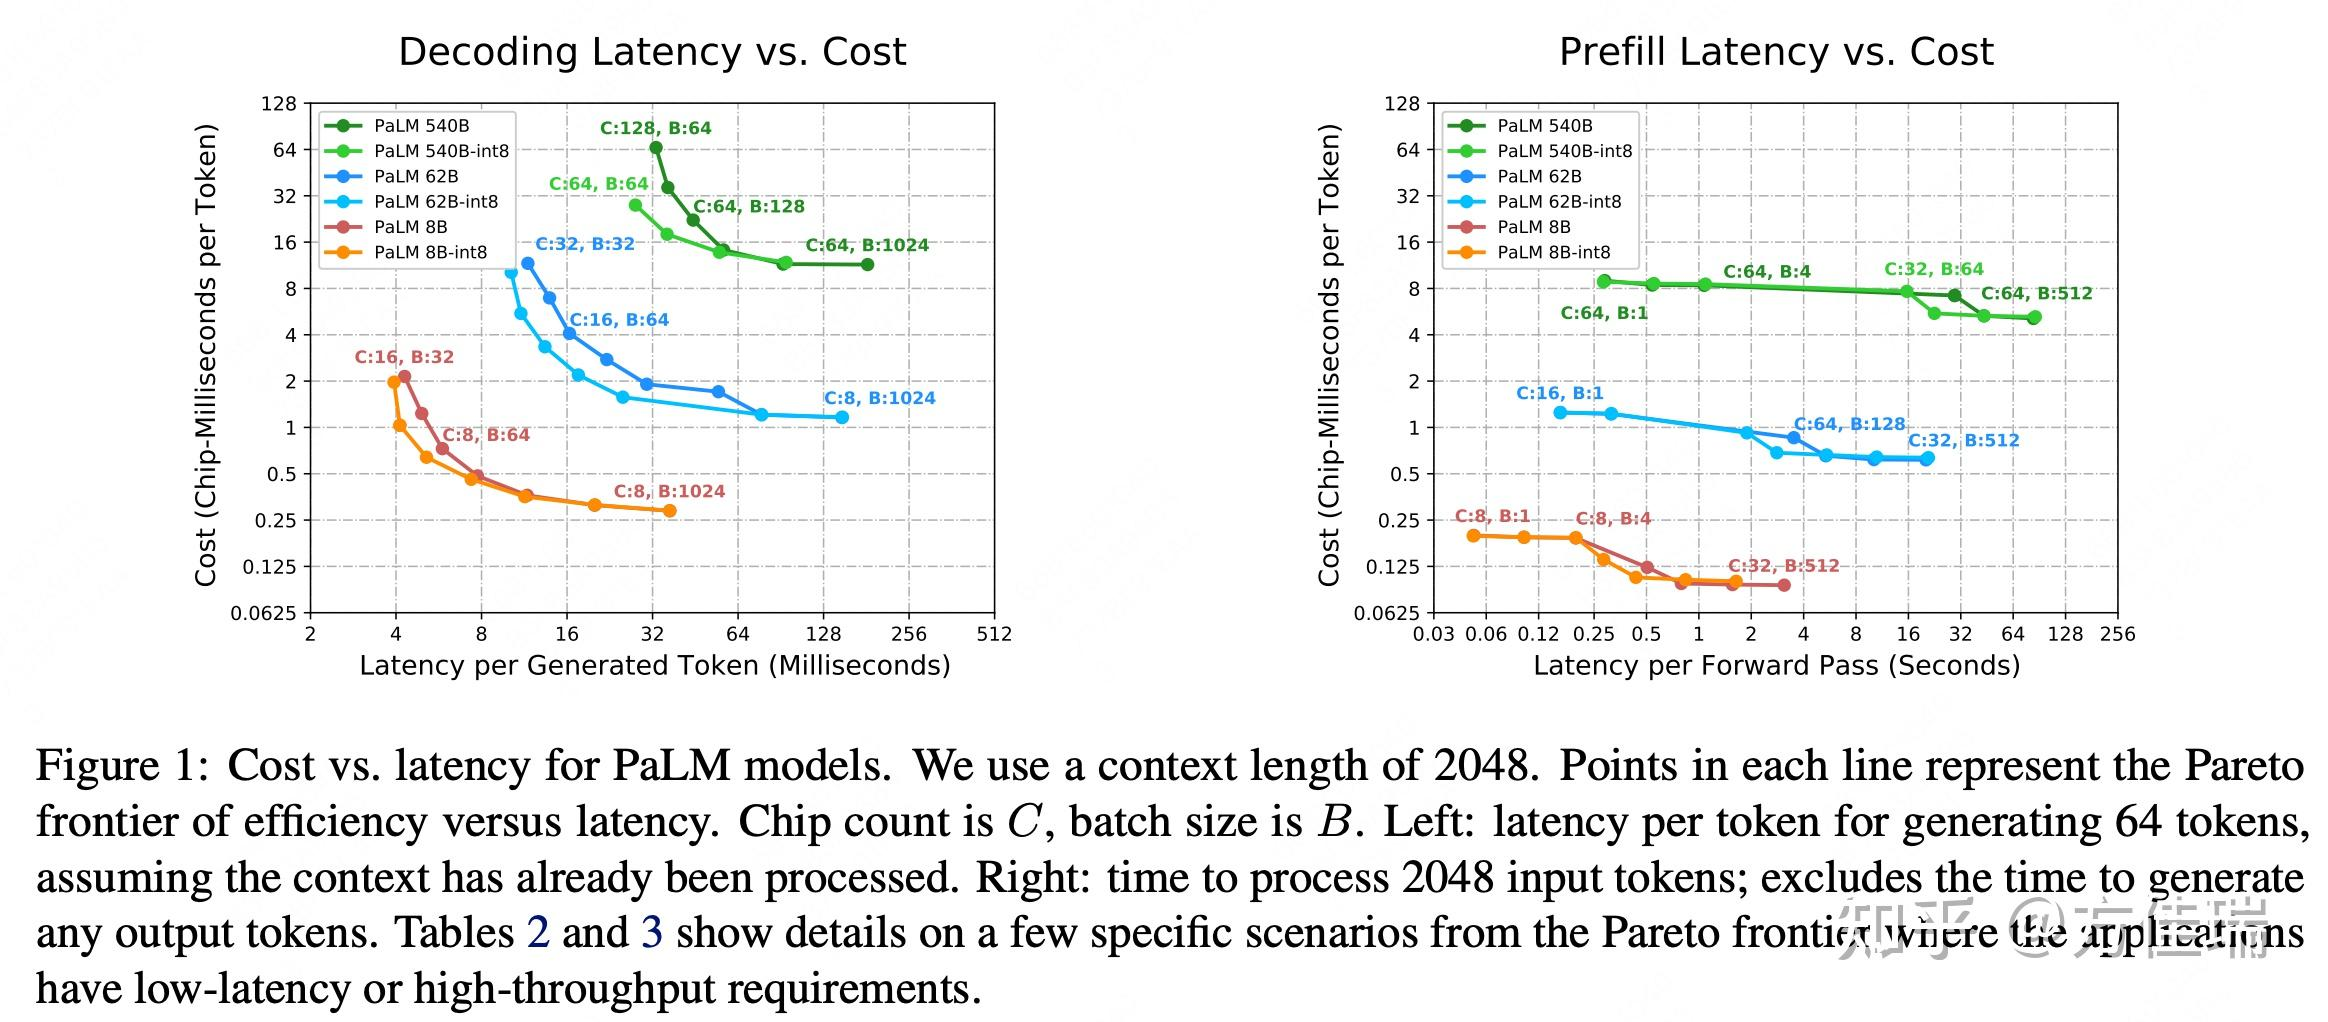 Decoding Latency vs. Cost
Cost (Chip-Milliseconds per Token)
128
64
32
16
8
4
2
1
0.5
0.25
0.125
0.0625
PaLM 540B
PaLM 540B-int8
PaLM 62B
PaLM 62B-int8
PaLM 8B
PaLM 8B-int8
C:128, B:64
C:64, B:64
C:64, B:128
C:64, B:1024
C:32, B:32
C:16, B:64
C:16, B:32
C:8, B:1024
C:8, B:64
C:8, B:1024
2 4 8 16 32 64 128 256 512
Latency per Generated Token (Milliseconds)
Prefill Latency vs. Cost
Cost (Chip-Milliseconds per Token)
128
64
32
16
8
4
2
1
0.5
0.25
0.125
0.0625
PaLM 540B
PaLM 540B-int8
PaLM 62B
PaLM 62B-int8
PaLM 8B
PaLM 8B-int8
C:64, B:4
C:32, B:64
C:64, B:512
C:64, B:1
C:16, B:1
C:64, B:128
C:32, B:512
C:8, B:1
C:8, B:4
C:32, B:512
0.03 0.06 0.12 0.25 0.5 1 2 4 8 16 32 64 128 256
Latency per Forward Pass (Seconds)
Figure 1: Cost vs. latency for PaLM models. We use a context length of 2048. Points in each line represent the Pareto
frontier of efficiency versus latency. Chip count is C, batch size is B. Left: latency per token for generating 64 tokens,
assuming the context has already been processed. Right: time to process 2048 input tokens; excludes the time to generate
any output tokens. Tables 2 and 3 show details on a few specific scenarios from the Pareto frontier where the applications
have low-latency or high-throughput requirements.
知乎 @方佳瑞